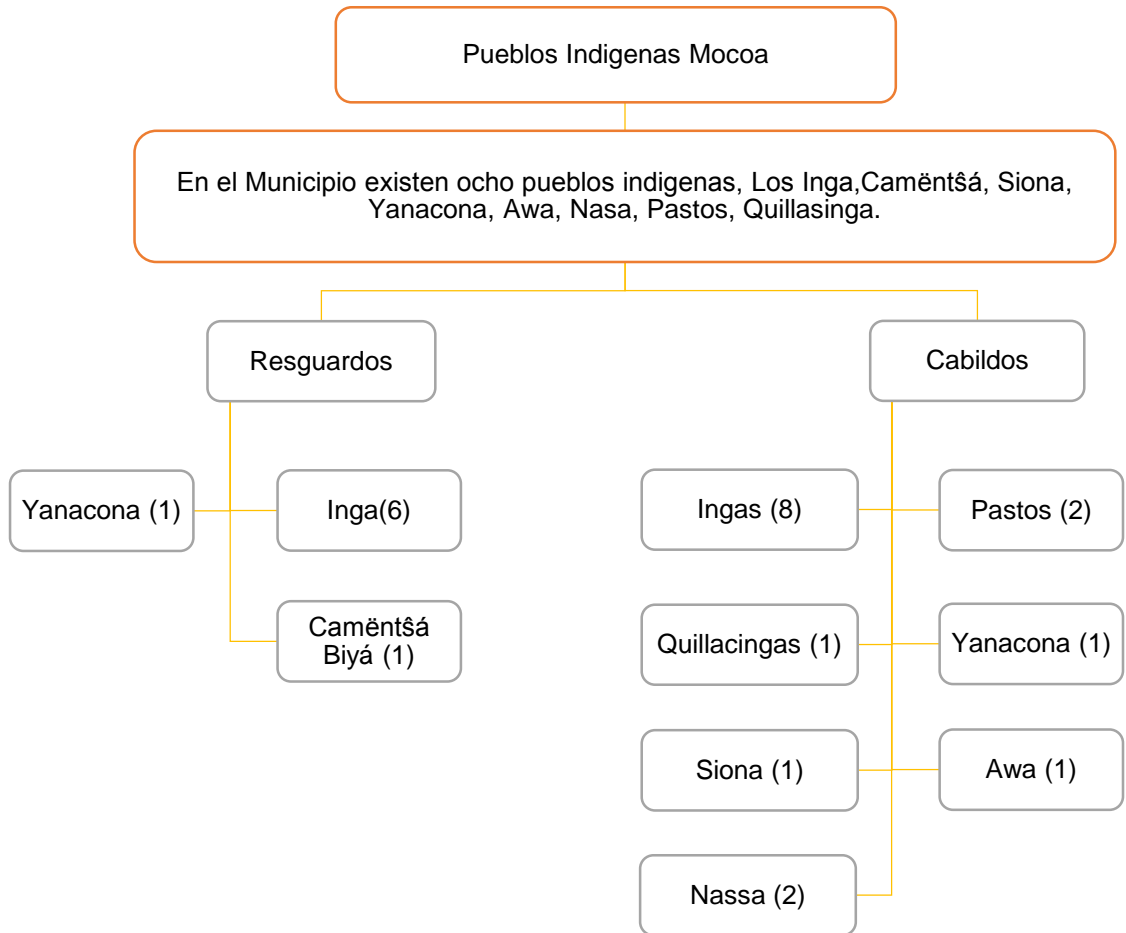 Pueblos Indigenas Mocoa
En el Municipio existen ocho pueblos indigenas, Los Inga,Camëntŝá, Siona,
Yanacona, Awa, Nasa, Pastos, Quillasinga.
Resguardos
Cabildos
Yanacona (1)
Inga(6)
Camëntŝá
Biyá (1)
Ingas (8)
Pastos (2)
Quillacingas (1)
Yanacona (1)
Siona (1)
Awa (1)
Nassa (2)